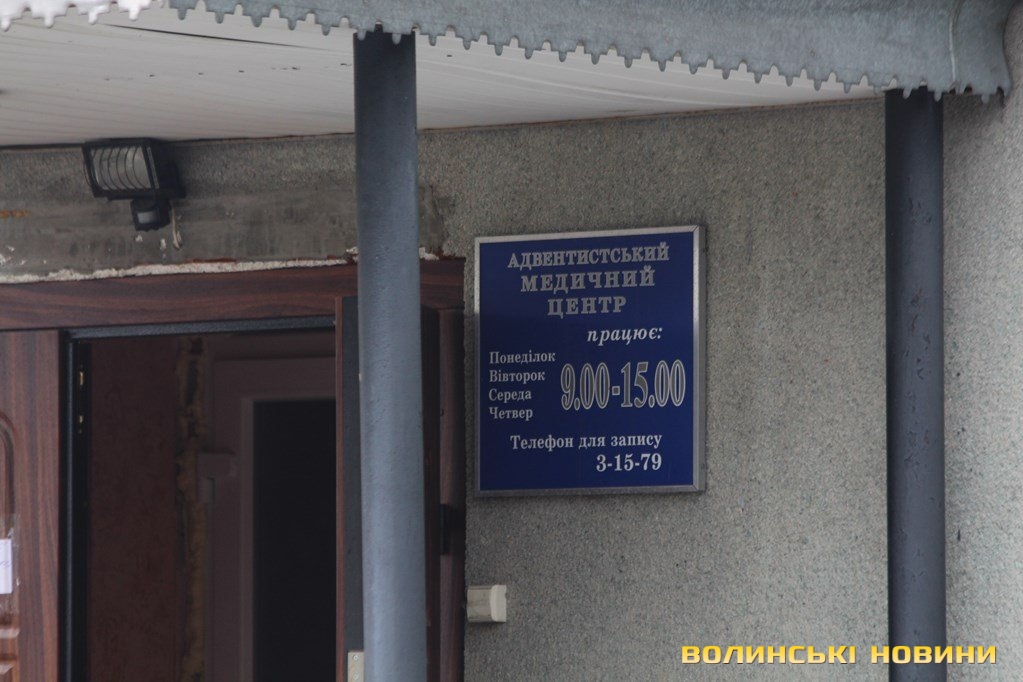 АДВЕНТИСТСЬКИЙ
МЕДИЧНИЙ
ЦЕНТР
працює:
Понеділок
Вівторок
Середа
Четвер
9.00-15.00
Телефон для запису
3-15-79
ВОЛИНСЬКІ НОВИНИ